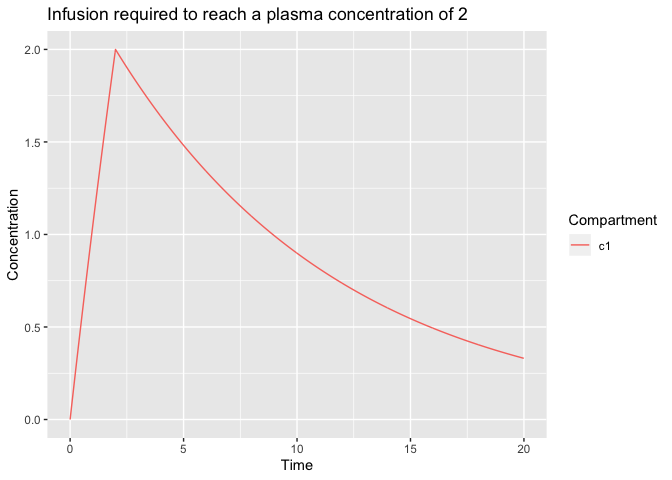 Infusion required to reach a plasma concentration of 2
2.0
1.5
1.0
0.5
0.0
Concentration
0 5 10 15 20
Time
Compartment
c1